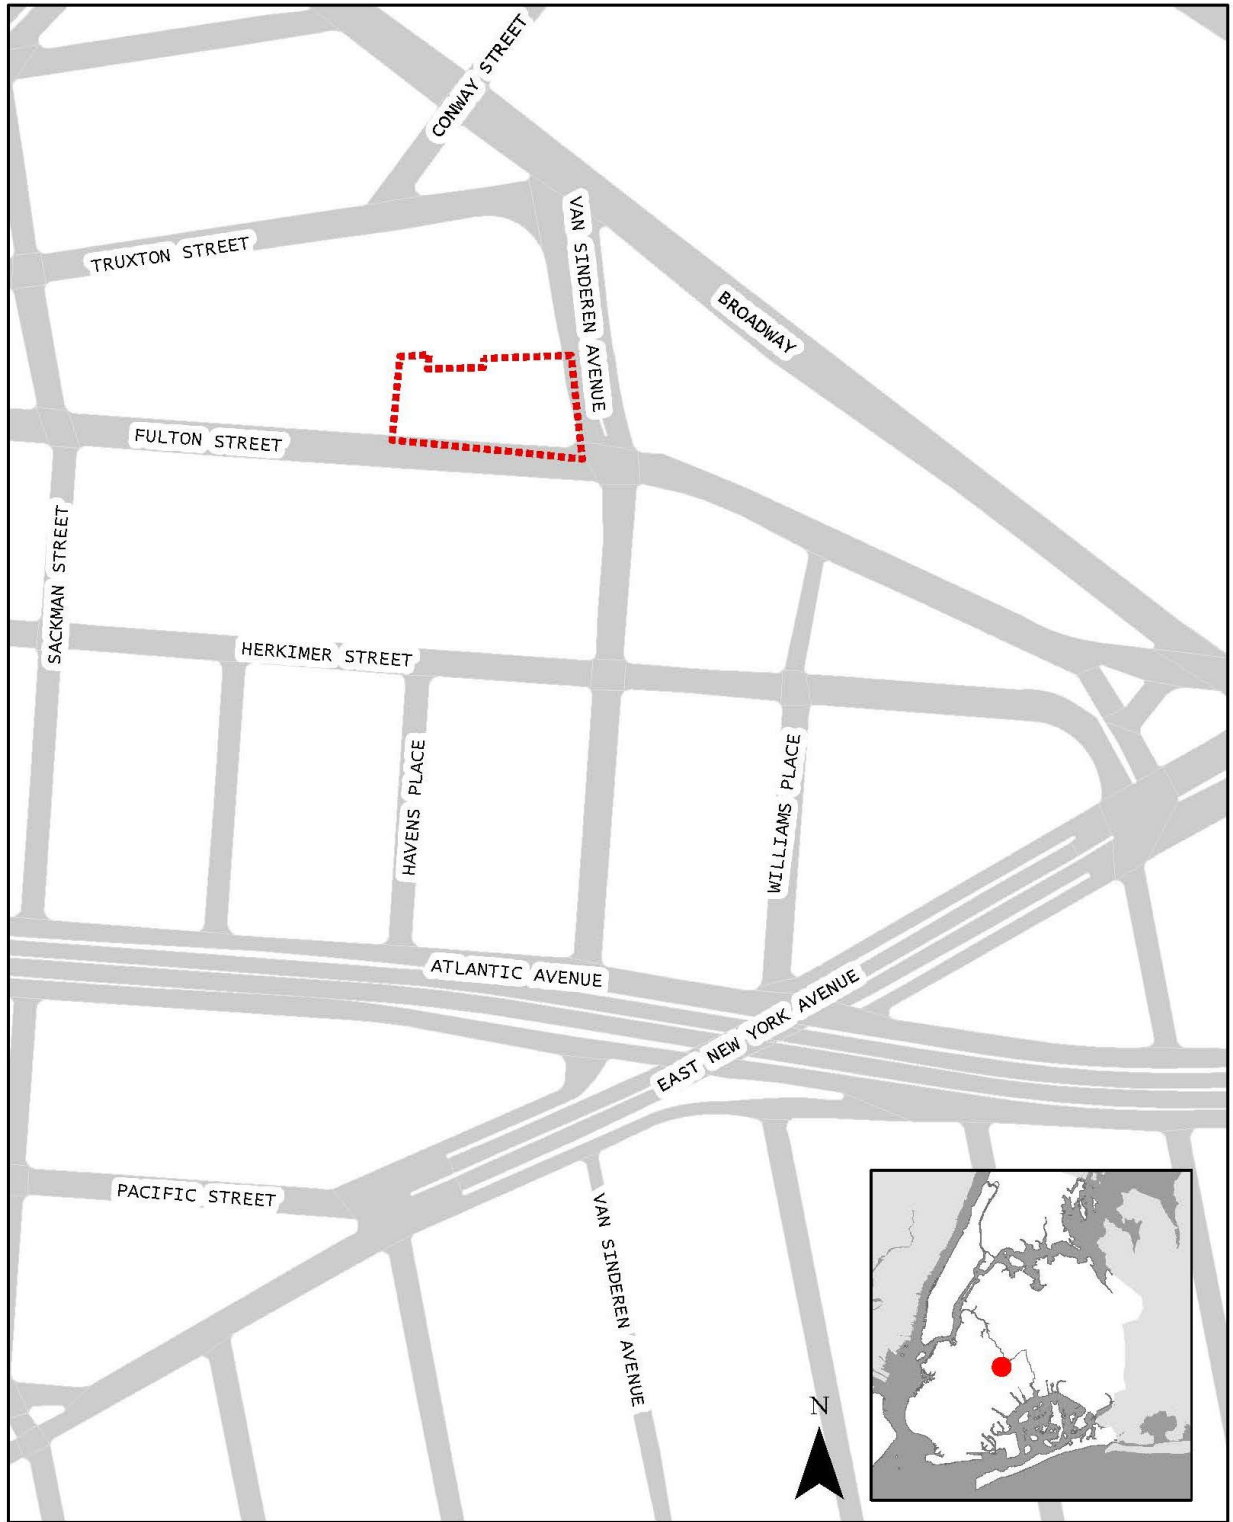 CONWAY STREET
VAN SINDEREN AVENUE
TRUXTON STREET
BROADWAY
FULTON STREET
SACKMAN STREET
HERKIMER STREET
HAVENS PLACE
WILLIAMS PLACE
ATLANTIC AVENUE
EAST NEW YORK AVENUE
PACIFIC STREET
VAN SINDEREN AVENUE
N